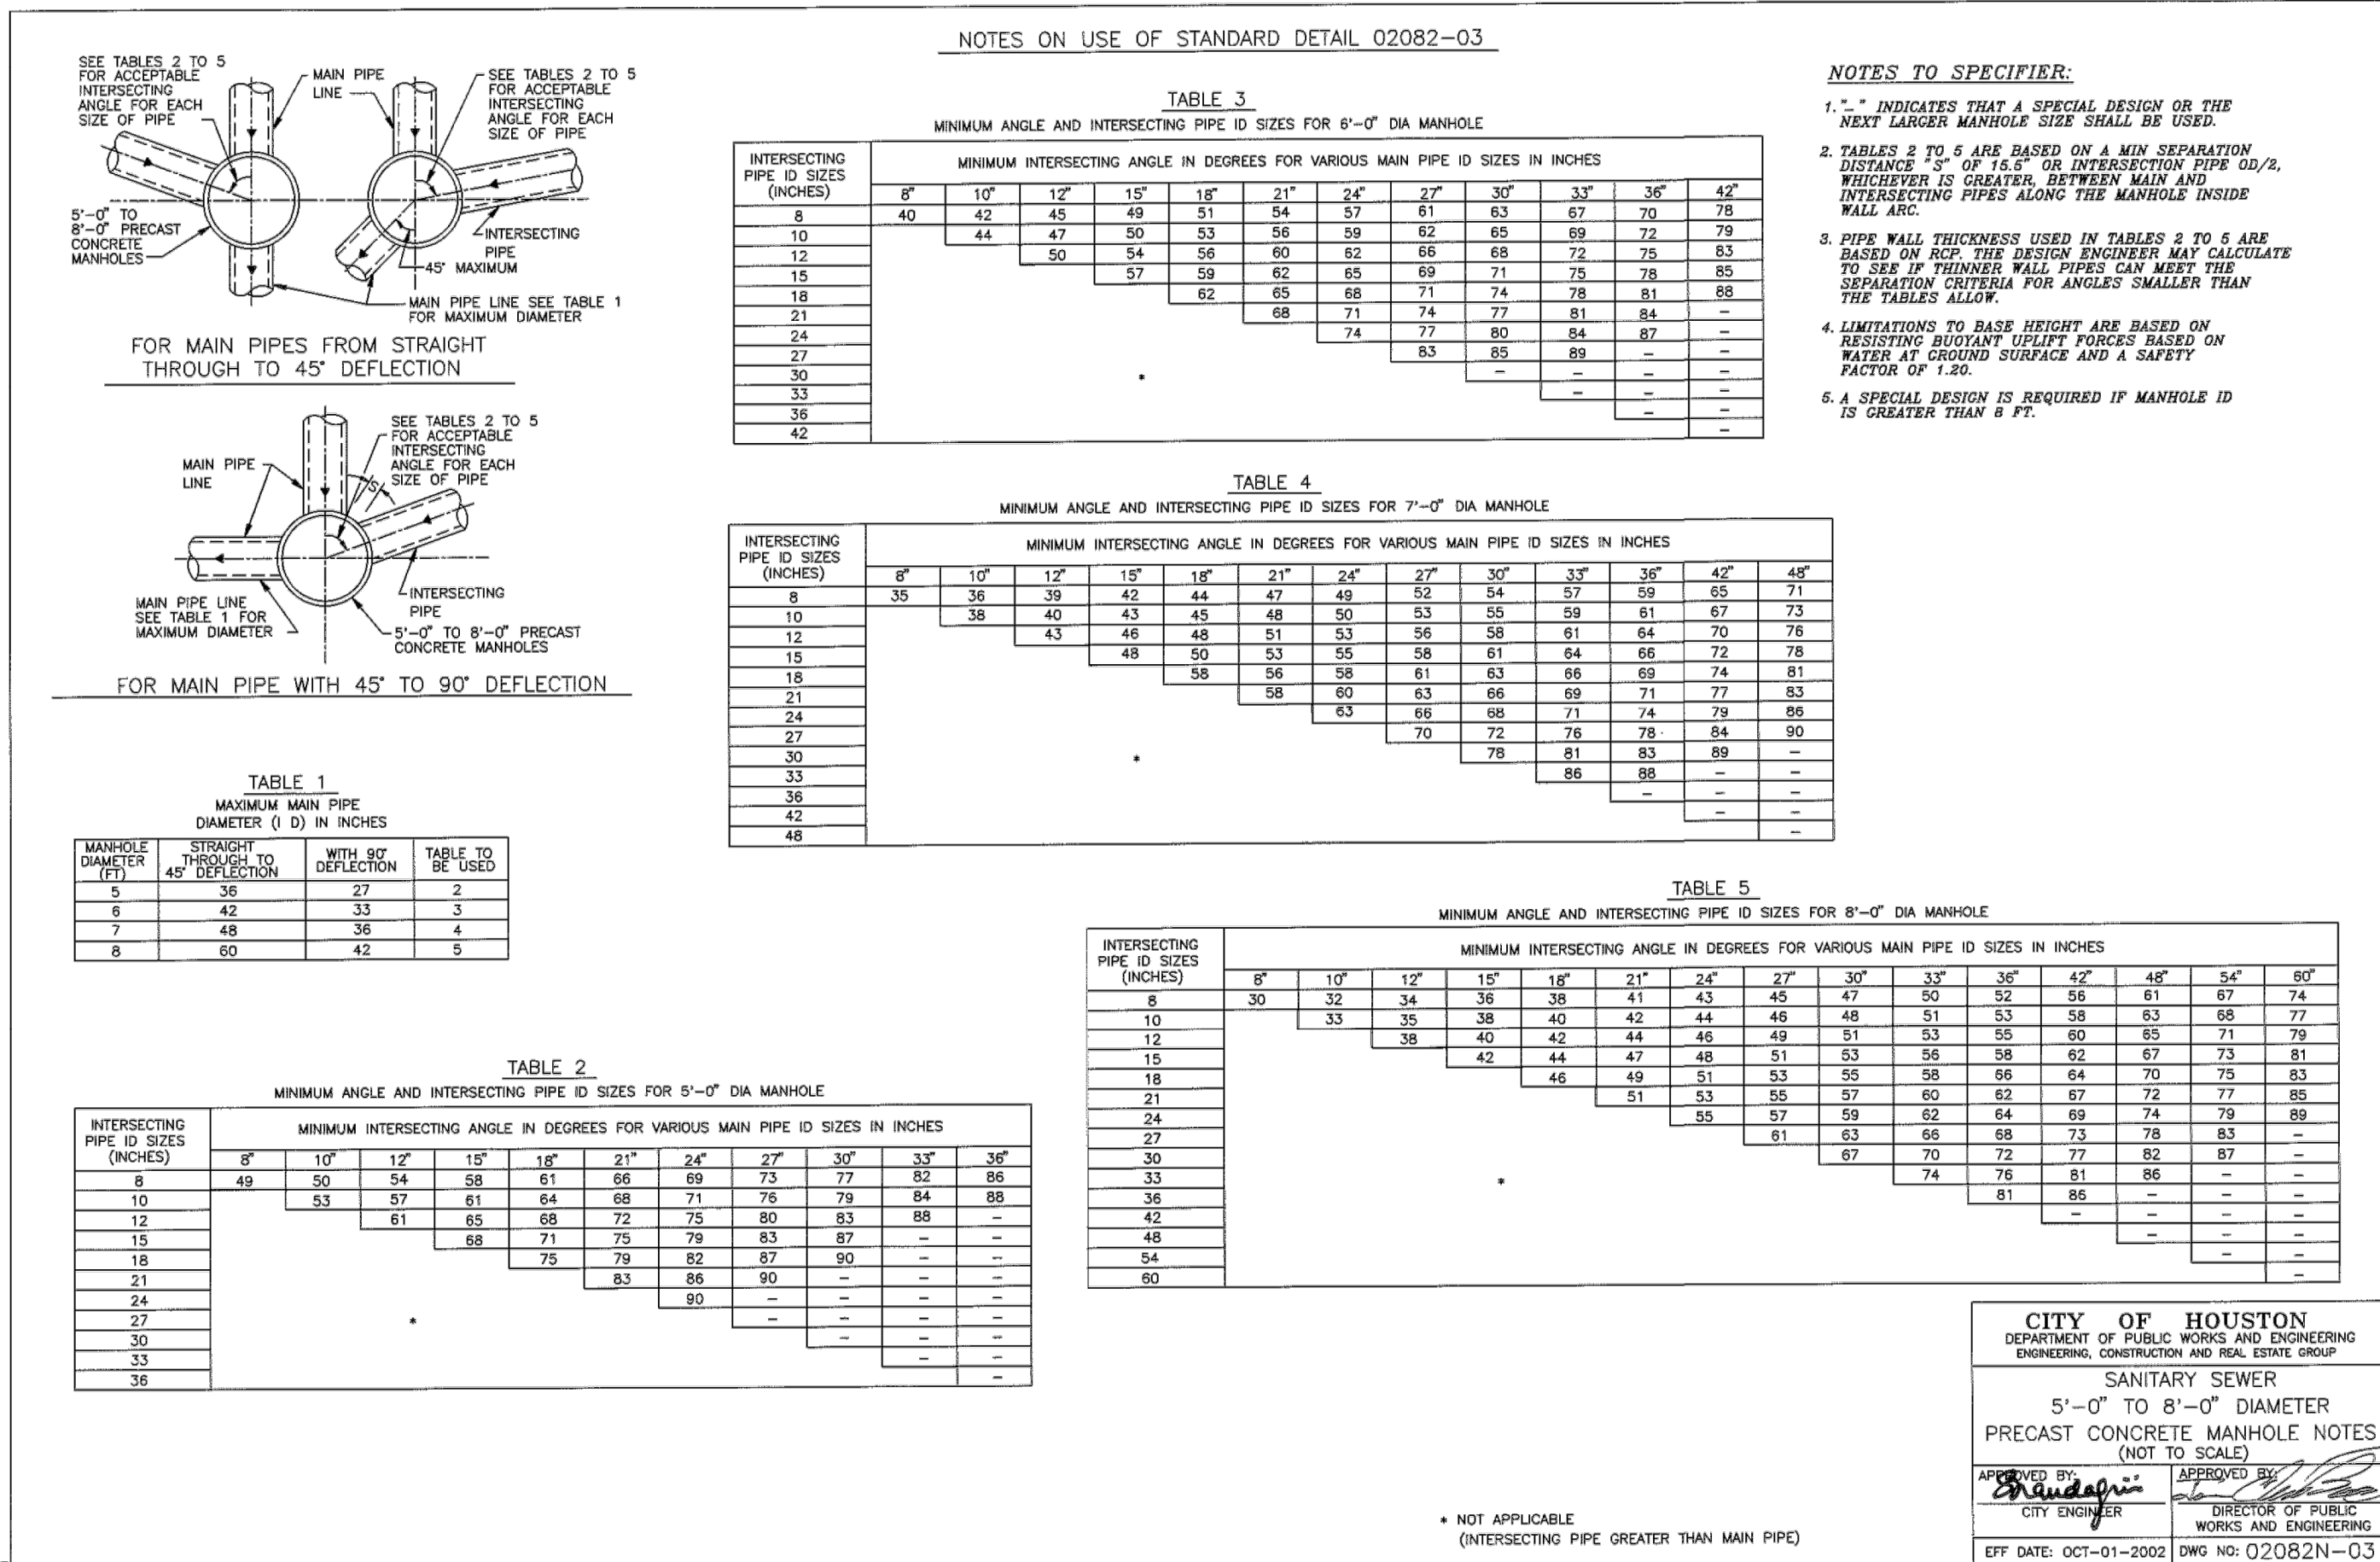 NOTES ON USE OF STANDARD DETAIL 02082-03
SEE TABLES 2 TO 5
FOR ACCEPTABLE
INTERSECTING
ANGLE FOR EACH
SIZE OF PIPE
MAIN PIPE
LINE
SEE TABLES 2 TO 5
FOR ACCEPTABLE
INTERSECTING
ANGLE FOR EACH
SIZE OF PIPE
5'-0" TO
8'-0" PRECAST
CONCRETE
MANHOLES
INTERSECTING
PIPE
45° MAXIMUM
MAIN PIPE LINE SEE TABLE 1
FOR MAXIMUM DIAMETER
FOR MAIN PIPES FROM STRAIGHT
THROUGH TO 45° DEFLECTION
SEE TABLES 2 TO 5
FOR ACCEPTABLE
INTERSECTING
ANGLE FOR EACH
SIZE OF PIPE
MAIN PIPE
LINE
S
MAIN PIPE LINE
SEE TABLE 1 FOR
MAXIMUM DIAMETER
INTERSECTING
PIPE
5'-0" TO 8'-0" PRECAST
CONCRETE MANHOLES
FOR MAIN PIPE WITH 45° TO 90° DEFLECTION
TABLE 1
MAXIMUM MAIN PIPE
DIAMETER (I D) IN INCHES
MANHOLE DIAMETER (FT) STRAIGHT THROUGH TO 45° DEFLECTION WITH 90° DEFLECTION TABLE TO BE USED
5 36 27 2
6 42 33 3
7 48 36 4
8 60 42 5
TABLE 2
MINIMUM ANGLE AND INTERSECTING PIPE ID SIZES FOR 5'-0" DIA MANHOLE
INTERSECTING PIPE ID SIZES (INCHES)
MINIMUM INTERSECTING ANGLE IN DEGREES FOR VARIOUS MAIN PIPE ID SIZES IN INCHES
8" 10" 12" 15" 18" 21" 24" 27" 30" 33" 36"
8 49 50 54 58 61 66 69 73 77 82 86
10 53 57 61 64 68 71 76 79 84 88
12 61 65 68 72 75 80 83 88 -
15 68 71 75 79 83 87 - -
18 75 79 82 87 90 - -
21 83 86 90 - - -
24 90 - - - -
27 * - - - -
30 - - -
33 - -
36 -
TABLE 3
MINIMUM ANGLE AND INTERSECTING PIPE ID SIZES FOR 6'-0" DIA MANHOLE
INTERSECTING PIPE ID SIZES (INCHES)
MINIMUM INTERSECTING ANGLE IN DEGREES FOR VARIOUS MAIN PIPE ID SIZES IN INCHES
8" 10" 12" 15" 18" 21" 24" 27" 30" 33" 36" 42"
8 40 42 45 49 51 54 57 61 63 67 70 78
10 44 47 50 53 56 59 62 65 69 72 79
12 50 54 56 60 62 66 68 72 75 83
15 57 59 62 65 69 71 75 78 85
18 62 65 68 71 74 78 81 88
21 68 71 74 77 81 84 -
24 74 77 80 84 87 -
27 83 85 89 - -
30 * - - - -
33 - - -
36 - -
42 -
TABLE 4
MINIMUM ANGLE AND INTERSECTING PIPE ID SIZES FOR 7'-0" DIA MANHOLE
INTERSECTING PIPE ID SIZES (INCHES)
MINIMUM INTERSECTING ANGLE IN DEGREES FOR VARIOUS MAIN PIPE ID SIZES IN INCHES
8" 10" 12" 15" 18" 21" 24" 27" 30" 33" 36" 42" 48"
8 35 36 39 42 44 47 49 52 54 57 59 65 71
10 38 40 43 45 48 50 53 55 59 61 67 73
12 43 46 48 51 53 56 58 61 64 70 76
15 48 50 53 55 58 61 64 66 72 78
18 58 56 58 61 63 66 69 74 81
21 58 60 63 66 69 71 77 83
24 63 66 68 71 74 79 86
27 70 72 76 78 84 90
30 * 78 81 83 89 -
33 86 88 - -
36 - - -
42 - -
48 -
TABLE 5
MINIMUM ANGLE AND INTERSECTING PIPE ID SIZES FOR 8'-0" DIA MANHOLE
INTERSECTING PIPE ID SIZES (INCHES)
MINIMUM INTERSECTING ANGLE IN DEGREES FOR VARIOUS MAIN PIPE ID SIZES IN INCHES
8" 10" 12" 15" 18" 21" 24" 27" 30" 33" 36" 42" 48" 54" 60"
8 30 32 34 36 38 41 43 45 47 50 52 56 61 67 74
10 33 35 38 40 42 44 46 48 51 53 58 63 68 77
12 38 40 42 44 46 49 51 53 55 60 65 71 79
15 42 44 47 48 51 53 56 58 62 67 73 81
18 46 49 51 53 55 58 66 64 70 75 83
21 51 53 55 57 60 62 67 72 77 85
24 55 57 59 62 64 69 74 79 89
27 61 63 66 68 73 78 83 -
30 67 70 72 77 82 87 -
33 * 74 76 81 86 - -
36 81 86 - - -
42 - - - -
48 - - -
54 - -
60 -
NOTES TO SPECIFIER:
1. "-" INDICATES THAT A SPECIAL DESIGN OR THE
NEXT LARGER MANHOLE SIZE SHALL BE USED.
2. TABLES 2 TO 5 ARE BASED ON A MIN SEPARATION
DISTANCE "S" OF 15.5" OR INTERSECTION PIPE OD/2,
WHICHEVER IS GREATER, BETWEEN MAIN AND
INTERSECTING PIPES ALONG THE MANHOLE INSIDE
WALL ARC.
3. PIPE WALL THICKNESS USED IN TABLES 2 TO 5 ARE
BASED ON RCP. THE DESIGN ENGINEER MAY CALCULATE
TO SEE IF THINNER WALL PIPES CAN MEET THE
SEPARATION CRITERIA FOR ANGLES SMALLER THAN
THE TABLES ALLOW.
4. LIMITATIONS TO BASE HEIGHT ARE BASED ON
RESISTING BUOYANT UPLIFT FORCES BASED ON
WATER AT GROUND SURFACE AND A SAFETY
FACTOR OF 1.20.
5. A SPECIAL DESIGN IS REQUIRED IF MANHOLE ID
IS GREATER THAN 8 FT.
* NOT APPLICABLE
(INTERSECTING PIPE GREATER THAN MAIN PIPE)
CITY OF HOUSTON
DEPARTMENT OF PUBLIC WORKS AND ENGINEERING
ENGINEERING, CONSTRUCTION AND REAL ESTATE GROUP
SANITARY SEWER
5'-0" TO 8'-0" DIAMETER
PRECAST CONCRETE MANHOLE NOTES
(NOT TO SCALE)
APPROVED BY:
CITY ENGINEER
APPROVED BY:
DIRECTOR OF PUBLIC
WORKS AND ENGINEERING
EFF DATE: OCT-01-2002
DWG NO: 02082N-03